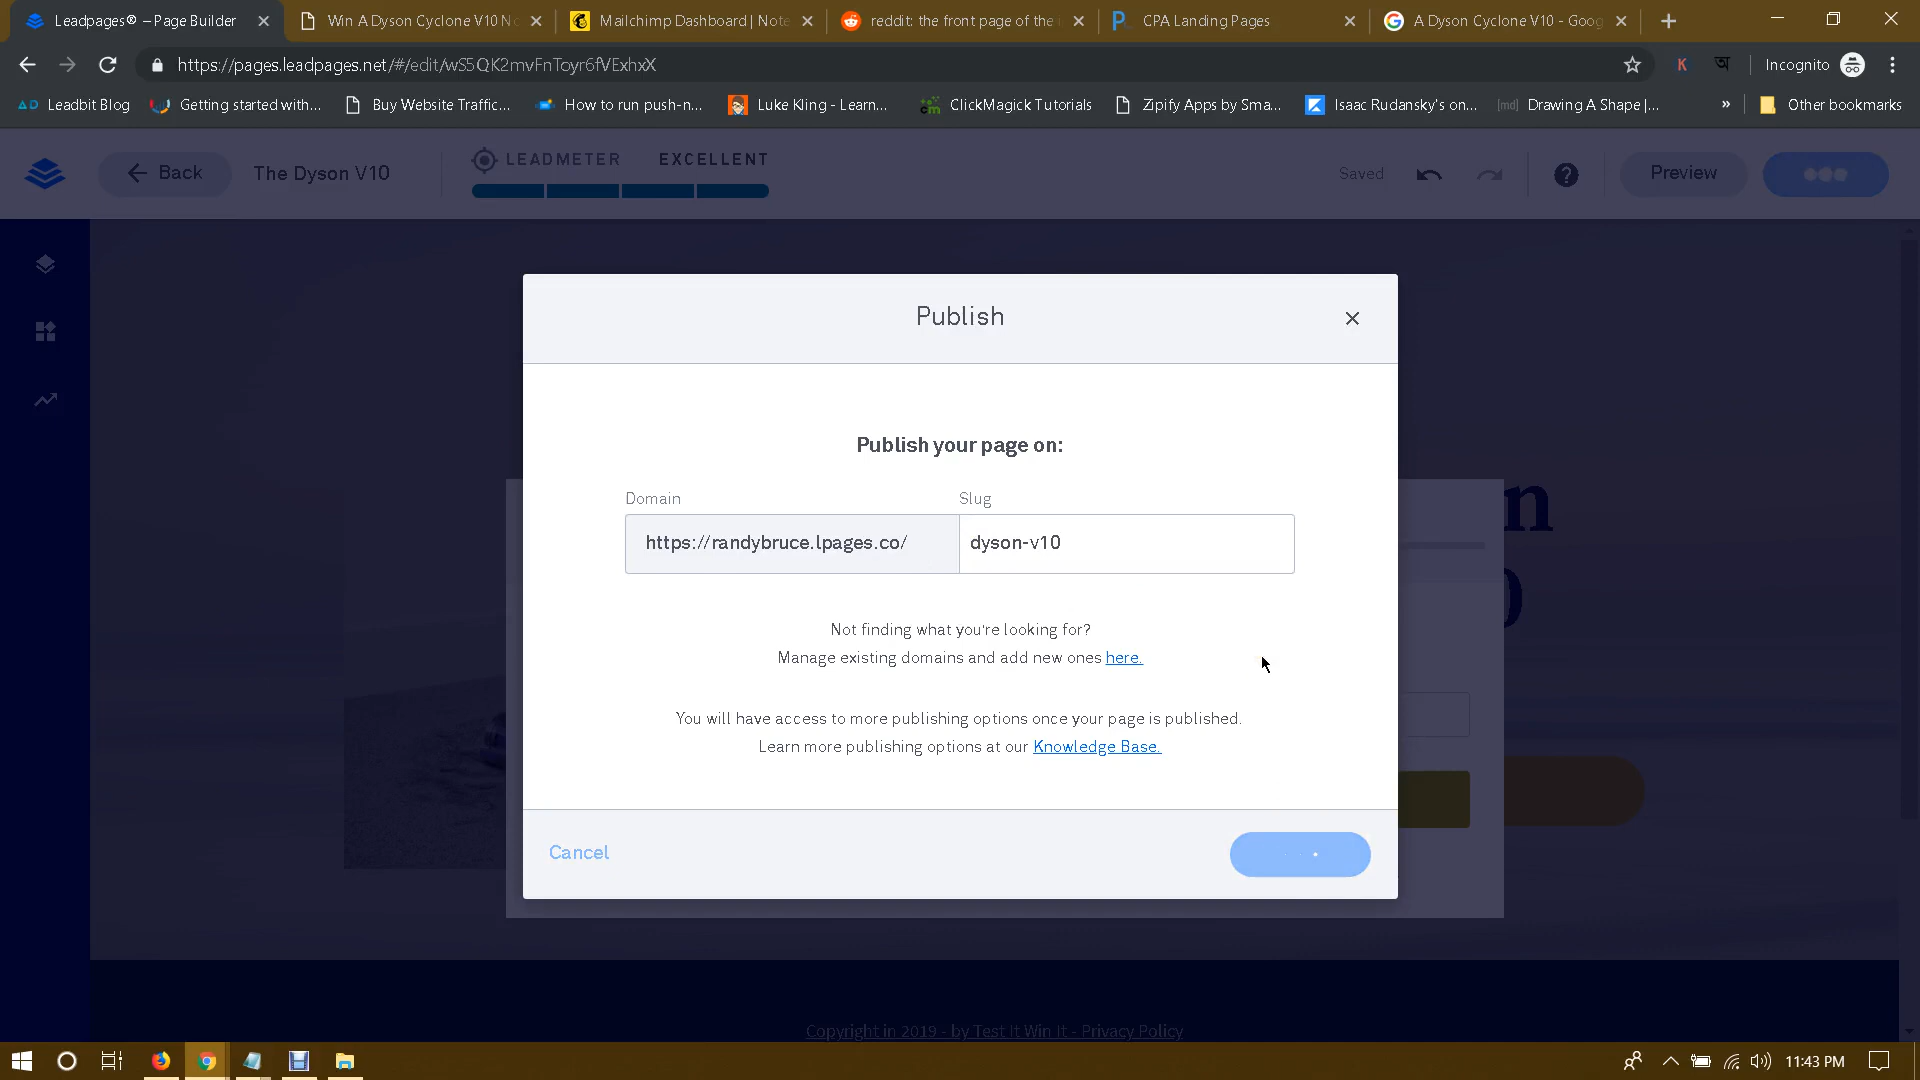 Leadpages® – Page Builder
Win A Dyson Cyclone V10 No
Mailchimp Dashboard | Note
reddit: the front page of the
CPA Landing Pages
A Dyson Cyclone V10 - Goog
https://pages.leadpages.net/#/edit/wS5QK2mvFnToyr6fVExhxX
Incognito
Leadbit Blog
Getting started with...
Buy Website Traffic...
How to run push-n...
Luke Kling - Learn...
ClickMagick Tutorials
Zipify Apps by Sma...
Isaac Rudansky's on...
[md] Drawing A Shape |...
»
Other bookmarks
Back
The Dyson V10
LEADMETER EXCELLENT
Saved
Preview
Publish
Publish your page on:
Domain
Slug
https://randybruce.lpages.co/
dyson-v10
Not finding what you're looking for?
Manage existing domains and add new ones here.
You will have access to more publishing options once your page is published.
Learn more publishing options at our Knowledge Base.
Cancel
Copyright in 2019 - by Test It Win It - Privacy Policy
11:43 PM